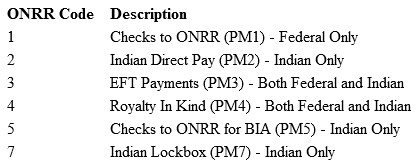 ONRR Code Description
1 Checks to ONRR (PM1) - Federal Only
2 Indian Direct Pay (PM2) - Indian Only
3 EFT Payments (PM3) - Both Federal and Indian
4 Royalty In Kind (PM4) - Both Federal and Indian
5 Checks to ONRR for BIA (PM5) - Indian Only
7 Indian Lockbox (PM7) - Indian Only